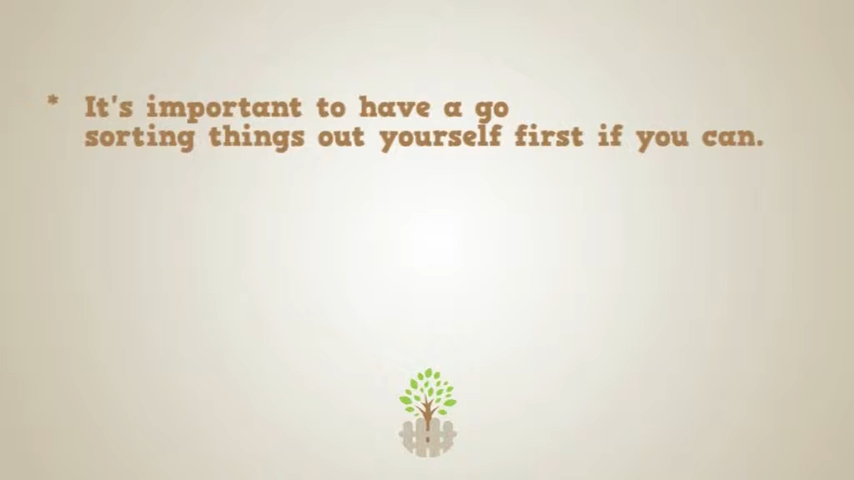 * It's important to have a go
sorting things out yourself first if you can.